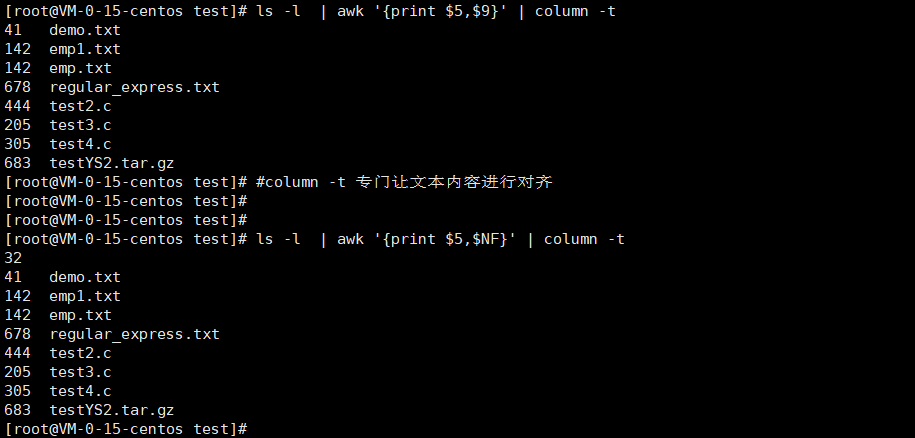 [root@VM-0-15-centos test]# ls -l  | awk '{print $5,$9}' | column -t
41   demo.txt
142  emp1.txt
142  emp.txt
678  regular_express.txt
444  test2.c
205  test3.c
305  test4.c
683  testYS2.tar.gz
[root@VM-0-15-centos test]# #column -t 专门让文本内容进行对齐
[root@VM-0-15-centos test]#
[root@VM-0-15-centos test]#
[root@VM-0-15-centos test]# ls -l  | awk '{print $5,$NF}' | column -t
32
41   demo.txt
142  emp1.txt
142  emp.txt
678  regular_express.txt
444  test2.c
205  test3.c
305  test4.c
683  testYS2.tar.gz
[root@VM-0-15-centos test]#